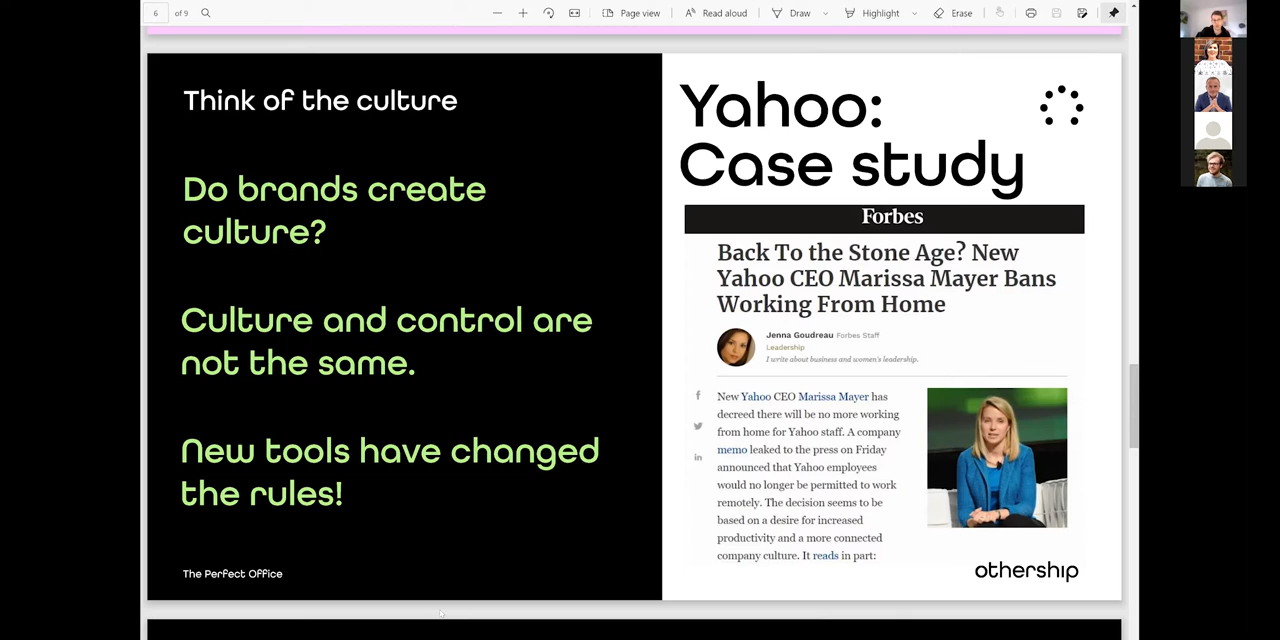 6 of 9
Page view
Read aloud
Draw
Highlight
Erase
Think of the culture
Do brands create
culture?
Culture and control are
not the same.
New tools have changed
the rules!
The Perfect Office
Yahoo:
Case study
Forbes
Back To the Stone Age? New
Yahoo CEO Marissa Mayer Bans
Working From Home
Jenna Goudreau Forbes Staff
Leadership
I write about business and women's leadership.
New Yahoo CEO Marissa Mayer has
decreed there will be no more working
from home for Yahoo staff. A company
memo leaked to the press on Friday
announced that Yahoo employees
would no longer be permitted to work
remotely. The decision seems to be
based on a desire for increased
productivity and a more connected
company culture. It reads in part:
othership